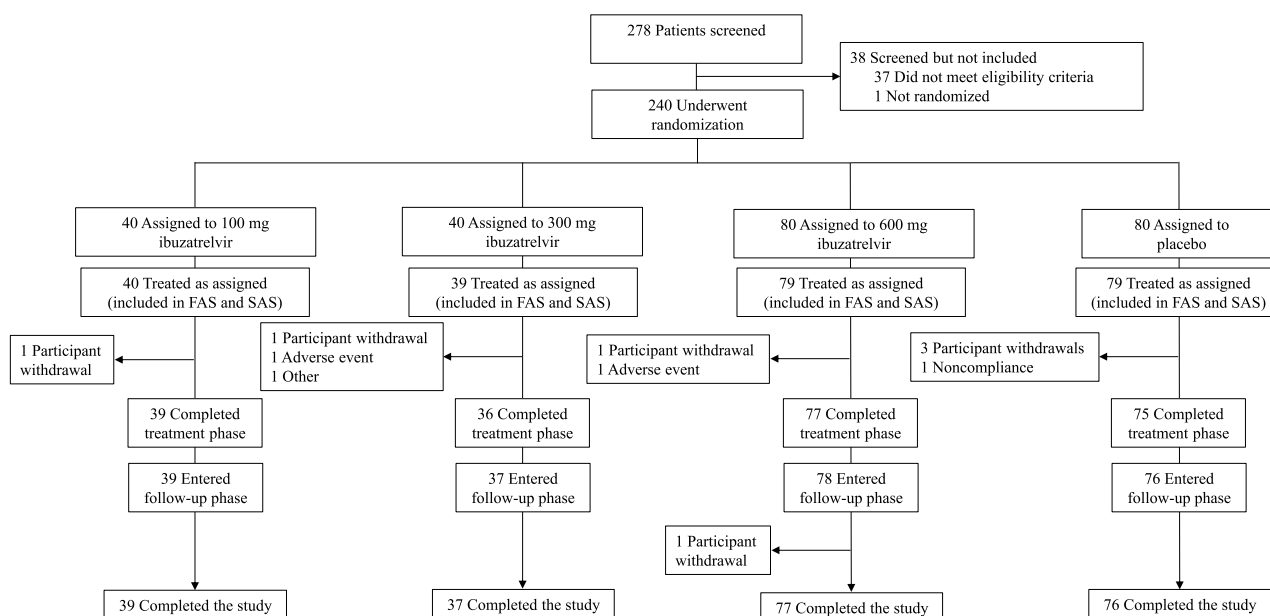 278 Patients screened
38 Screened but not included
37 Did not meet eligibility criteria
1 Not randomized
240 Underwent
randomization
40 Assigned to 100 mg
ibuzatrelvir
40 Assigned to 300 mg
ibuzatrelvir
80 Assigned to 600 mg
ibuzatrelvir
80 Assigned to
placebo
40 Treated as assigned
(included in FAS and SAS)
39 Treated as assigned
(included in FAS and SAS)
79 Treated as assigned
(included in FAS and SAS)
79 Treated as assigned
(included in FAS and SAS)
1 Participant
withdrawal
1 Participant withdrawal
1 Adverse event
1 Other
1 Participant withdrawal
1 Adverse event
3 Participant withdrawals
1 Noncompliance
39 Completed
treatment phase
36 Completed
treatment phase
77 Completed
treatment phase
75 Completed
treatment phase
39 Entered
follow-up phase
37 Entered
follow-up phase
78 Entered
follow-up phase
76 Entered
follow-up phase
1 Participant
withdrawal
39 Completed the study
37 Completed the study
77 Completed the study
76 Completed the study